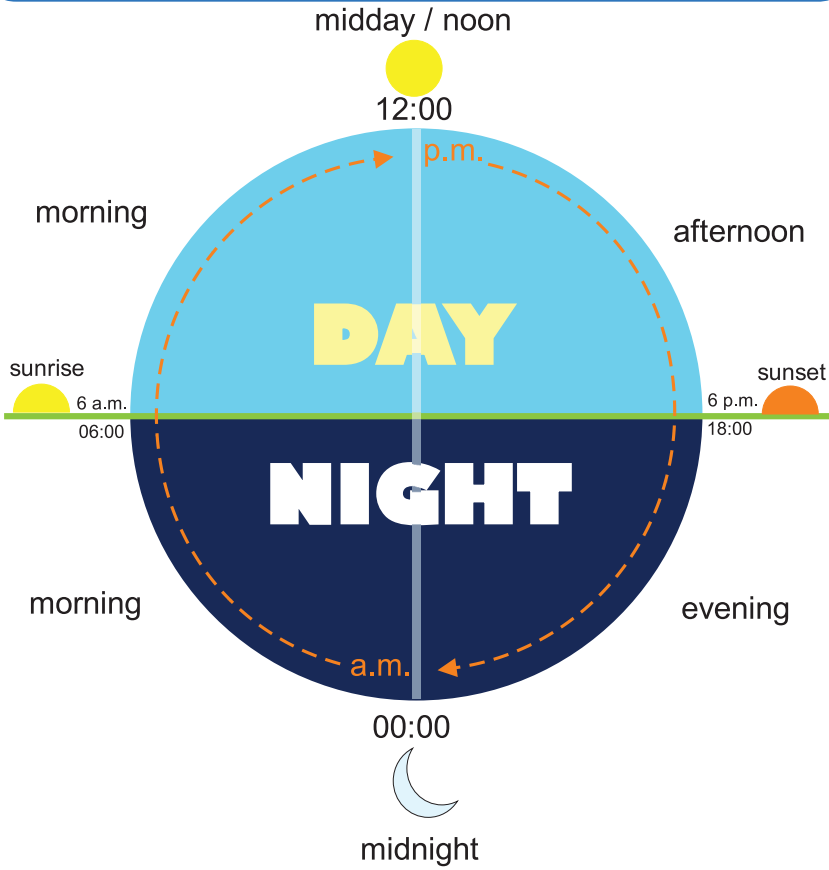 midday / noon
12:00
p.m.
morning
afternoon
DAY
sunrise
sunset
6 a.m.
6 p.m.
06:00
18:00
NIGHT
morning
evening
a.m.
00:00
midnight